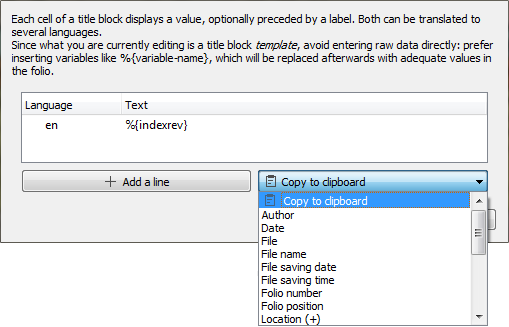 Each cell of a title block displays a value, optionally preceded by a label. Both can be translated to
several languages.
Since what you are currently editing is a title block template, avoid entering raw data directly: prefer
inserting variables like %{variable-name}, which will be replaced afterwards with adequate values in
the folio.
Language Text
en %{indexrev}
+ Add a line
Copy to clipboard
Copy to clipboard
Author
Date
File
File name
File saving date
File saving time
Folio number
Folio position
Location (+)